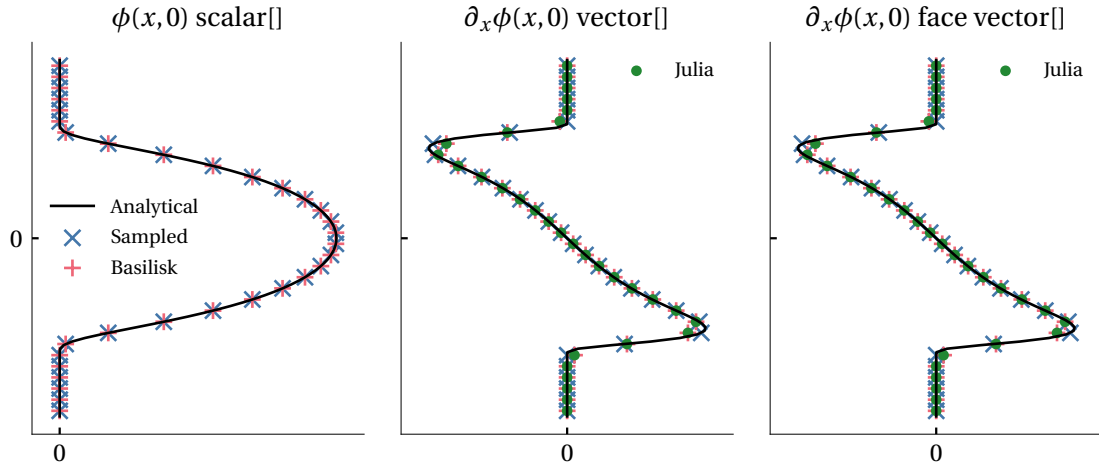 ϕ(x,0) scalar[]
∂ₓϕ(x,0) vector[]
∂ₓϕ(x,0) face vector[]
Julia
Julia
Analytical
Sampled
Basilisk
0
0
0
0